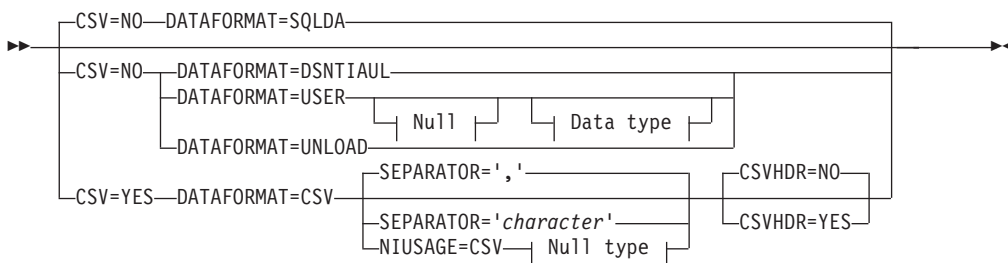 CSV=NO DATAFORMAT=SQLDA
CSV=NO DATAFORMAT=DSNTIAUL
DATAFORMAT=USER
Null Data type
DATAFORMAT=UNLOAD
SEPARATOR=',' CSVHDR=NO
CSV=YES DATAFORMAT=CSV
SEPARATOR='character' CSVHDR=YES
NIUSAGE=CSV Null type